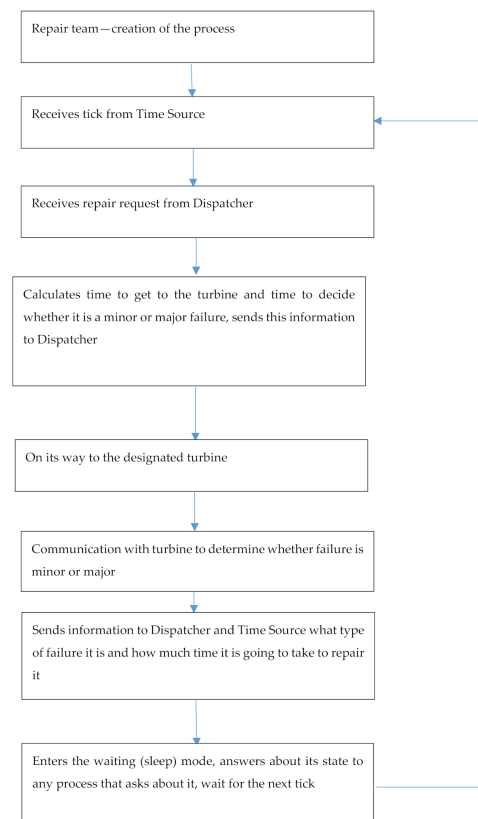 Repair team—creation of the process
Receives tick from Time Source
Receives repair request from Dispatcher
Calculates time to get to the turbine and time to decide
whether it is a minor or major failure, sends this information
to Dispatcher
On its way to the designated turbine
Communication with turbine to determine whether failure is
minor or major
Sends information to Dispatcher and Time Source what type
of failure it is and how much time it is going to take to repair
it
Enters the waiting (sleep) mode, answers about its state to
any process that asks about it, wait for the next tick